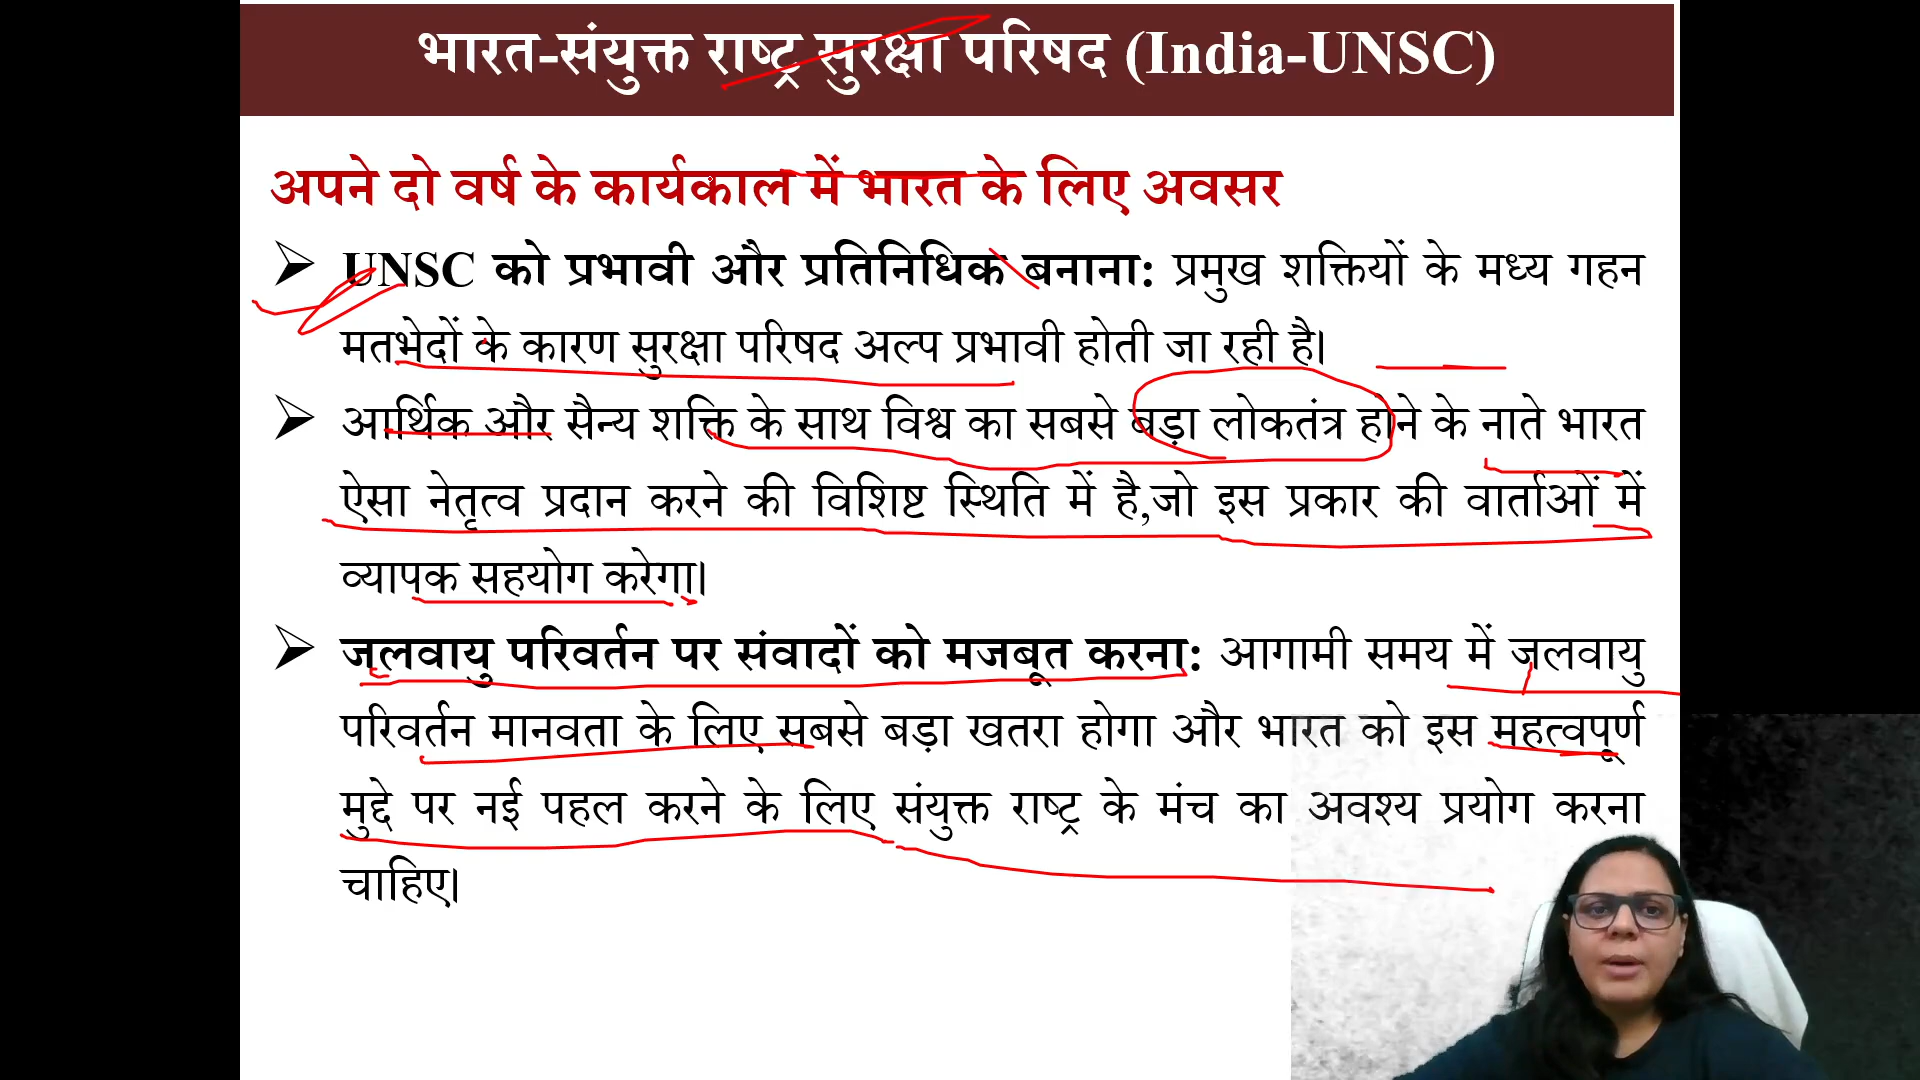 भारत-संयुक्त राष्ट्र सुरक्षा परिषद (India-UNSC)
अपने दो वर्ष के कार्यकाल में भारत के लिए अवसर
UNSC को प्रभावी और प्रतिनिधिक बनाना: प्रमुख शक्तियों के मध्य गहन
मतभेदों के कारण सुरक्षा परिषद अल्प प्रभावी होती जा रही है।
आर्थिक और सैन्य शक्ति के साथ विश्व का सबसे बड़ा लोकतंत्र होने के नाते भारत
ऐसा नेतृत्व प्रदान करने की विशिष्ट स्थिति में है,जो इस प्रकार की वार्ताओं में
व्यापक सहयोग करेगा।
जलवायु परिवर्तन पर संवादों को मजबूत करना: आगामी समय में जलवायु
परिवर्तन मानवता के लिए सबसे बड़ा खतरा होगा और भारत को इस महत्वपूर्ण
मुद्दे पर नई पहल करने के लिए संयुक्त राष्ट्र के मंच का अवश्य प्रयोग करना
चाहिए।